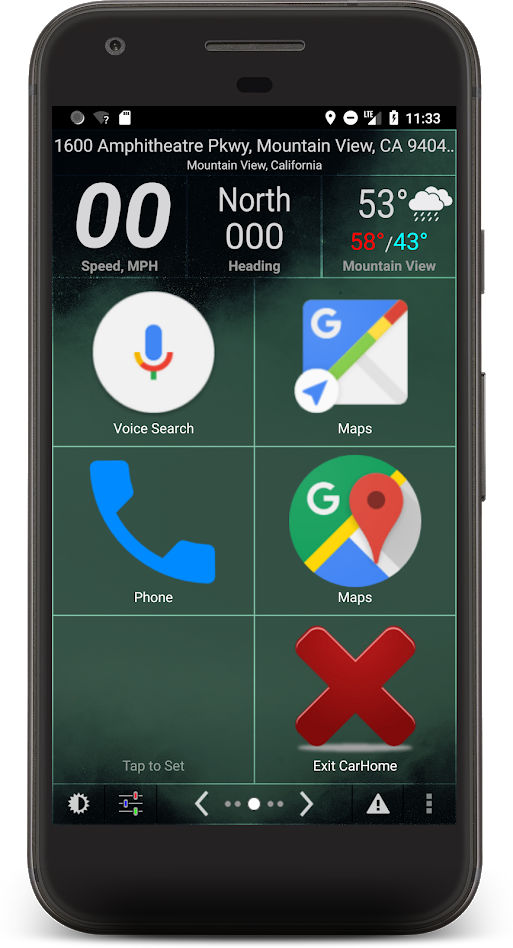 LTE 11:33
1600 Amphitheatre Pkwy, Mountain View, CA 9404..
Mountain View, California
00
Speed, MPH
North
000
Heading
53°
58°/43°
Mountain View
G
Voice Search
Maps
G
Phone
Maps
Tap to Set
Exit CarHome